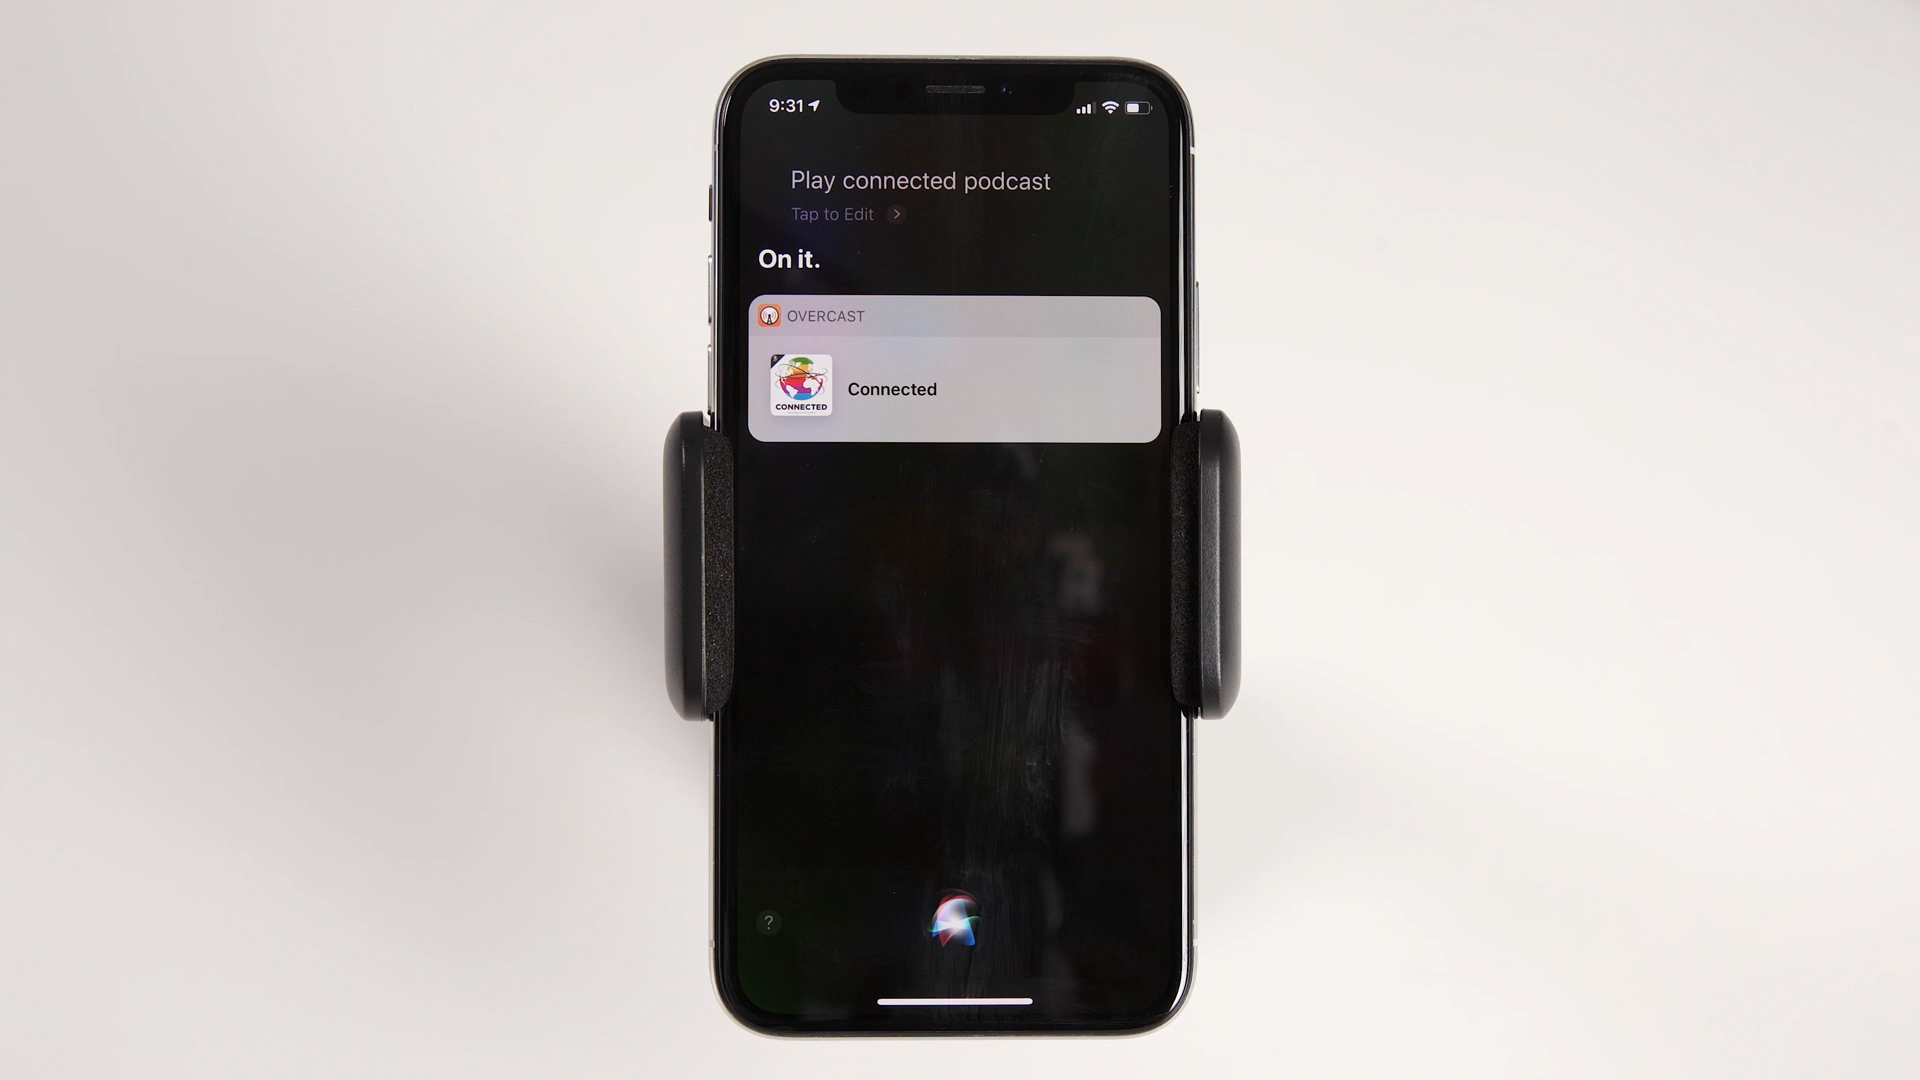 9:31
Play connected podcast
Tap to Edit
On it.
OVERCAST
CONNECTED
Connected
?